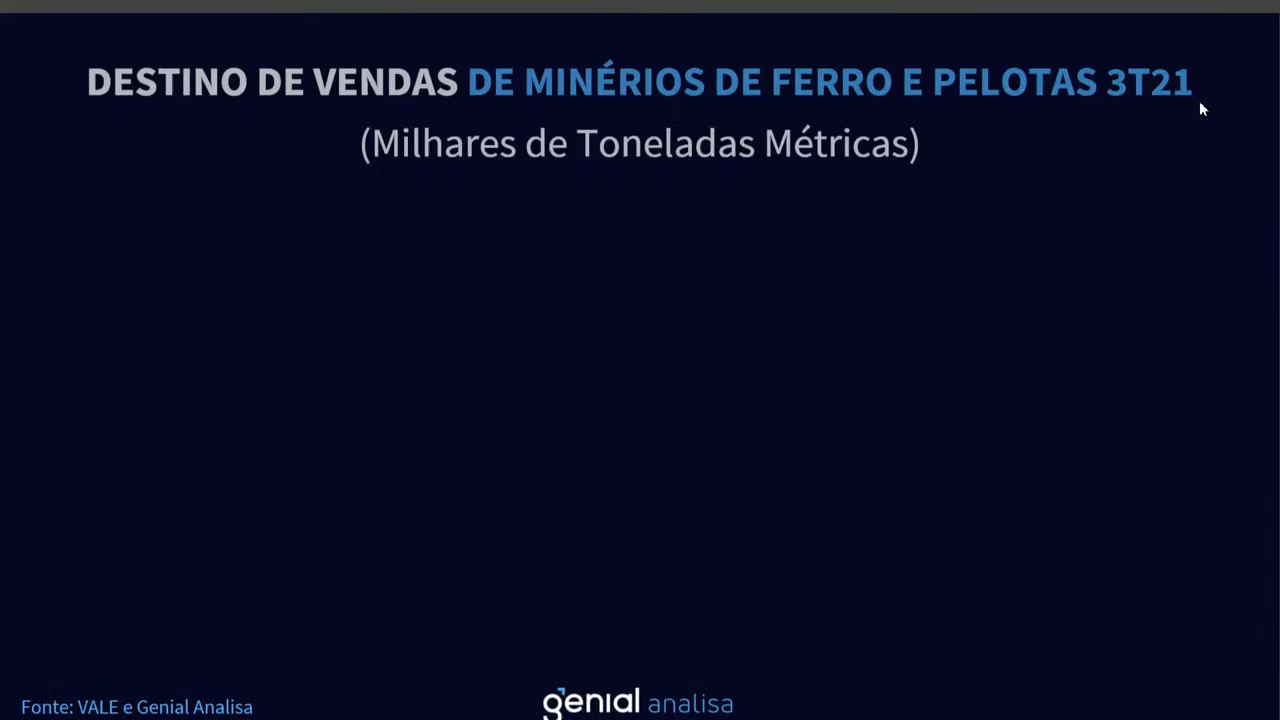 DESTINO DE VENDAS DE MINÉRIOS DE FERRO E PELOTAS 3T21
(Milhares de Toneladas Métricas)
Fonte: VALE e Genial Analisa
genial analisa